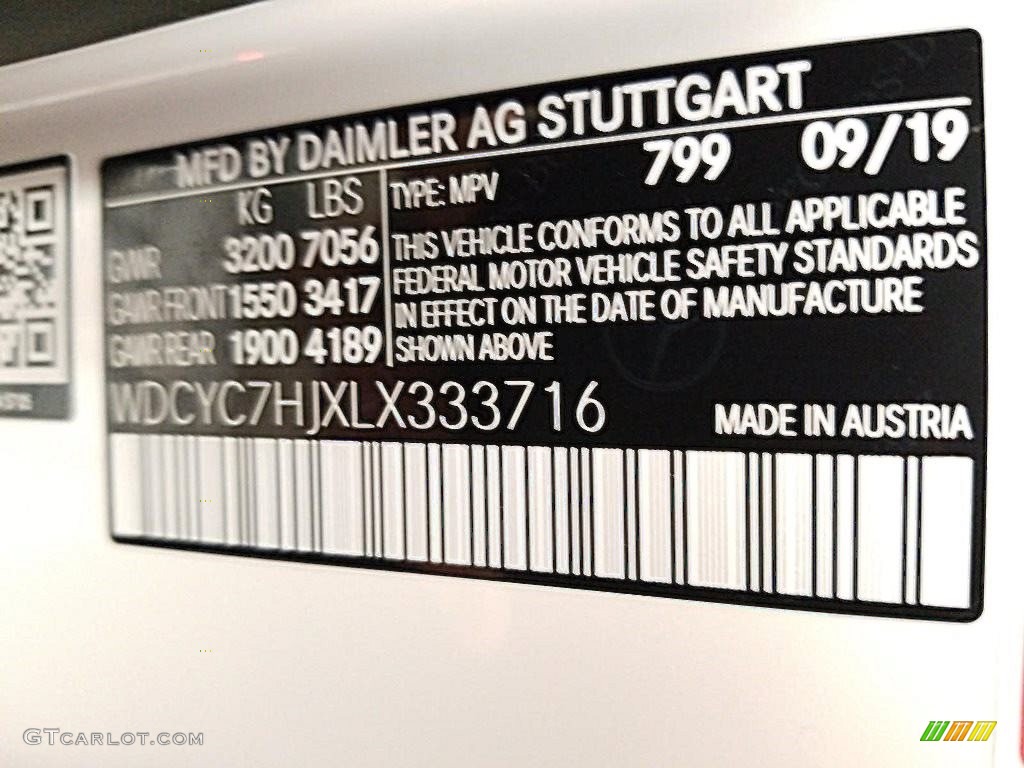 MFD BY DAIMLER AG STUTTGART
799 09/19
KG LBS
TYPE: MPV
GVWR 3200 7056
GAWR FRONT 1550 3417
GAWR REAR 1900 4189
THIS VEHICLE CONFORMS TO ALL APPLICABLE
FEDERAL MOTOR VEHICLE SAFETY STANDARDS
IN EFFECT ON THE DATE OF MANUFACTURE
SHOWN ABOVE
WDCYC7HJXLX333716
MADE IN AUSTRIA
GTCARLOT.COM